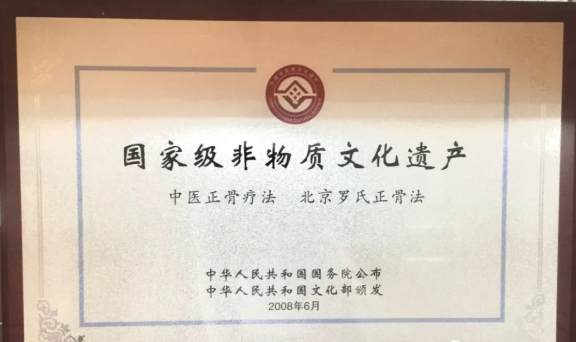 国家级非物质文化遗产
中医正骨疗法 北京罗氏正骨法
中华人民共和国国务院公布
中华人民共和国文化部颁发
2008年6月